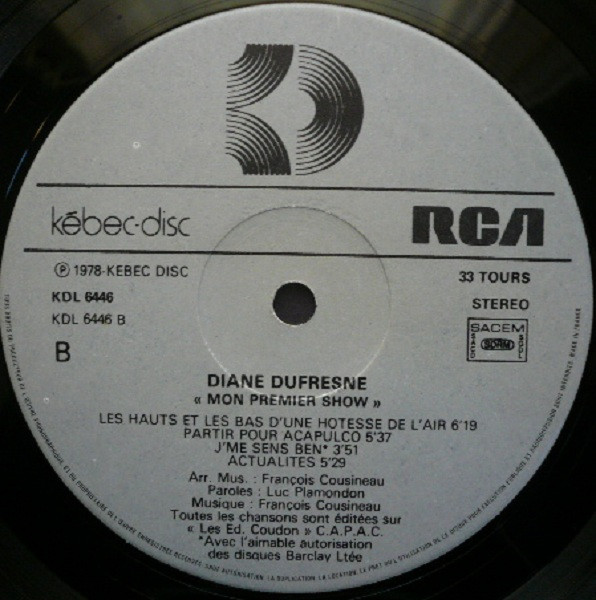 kébec-disc
RCA
℗ 1978-KEBEC DISC
33 TOURS
KDL 6446
STEREO
KDL 6446 B
SACEM
SDRM
B
DIANE DUFRESNE
« MON PREMIER SHOW »
LES HAUTS ET LES BAS D'UNE HOTESSE DE L'AIR 6'19
PARTIR POUR ACAPULCO 5'37
J'ME SENS BEN* 3'51
ACTUALITES 5'29
Arr. Mus. : François Cousineau
Paroles : Luc Plamondon
Musique : François Cousineau
Toutes les chansons sont éditées sur
« Les Ed. Coudon » C.A.P.A.C.
*Avec l'aimable autorisation
des disques Barclay Ltée